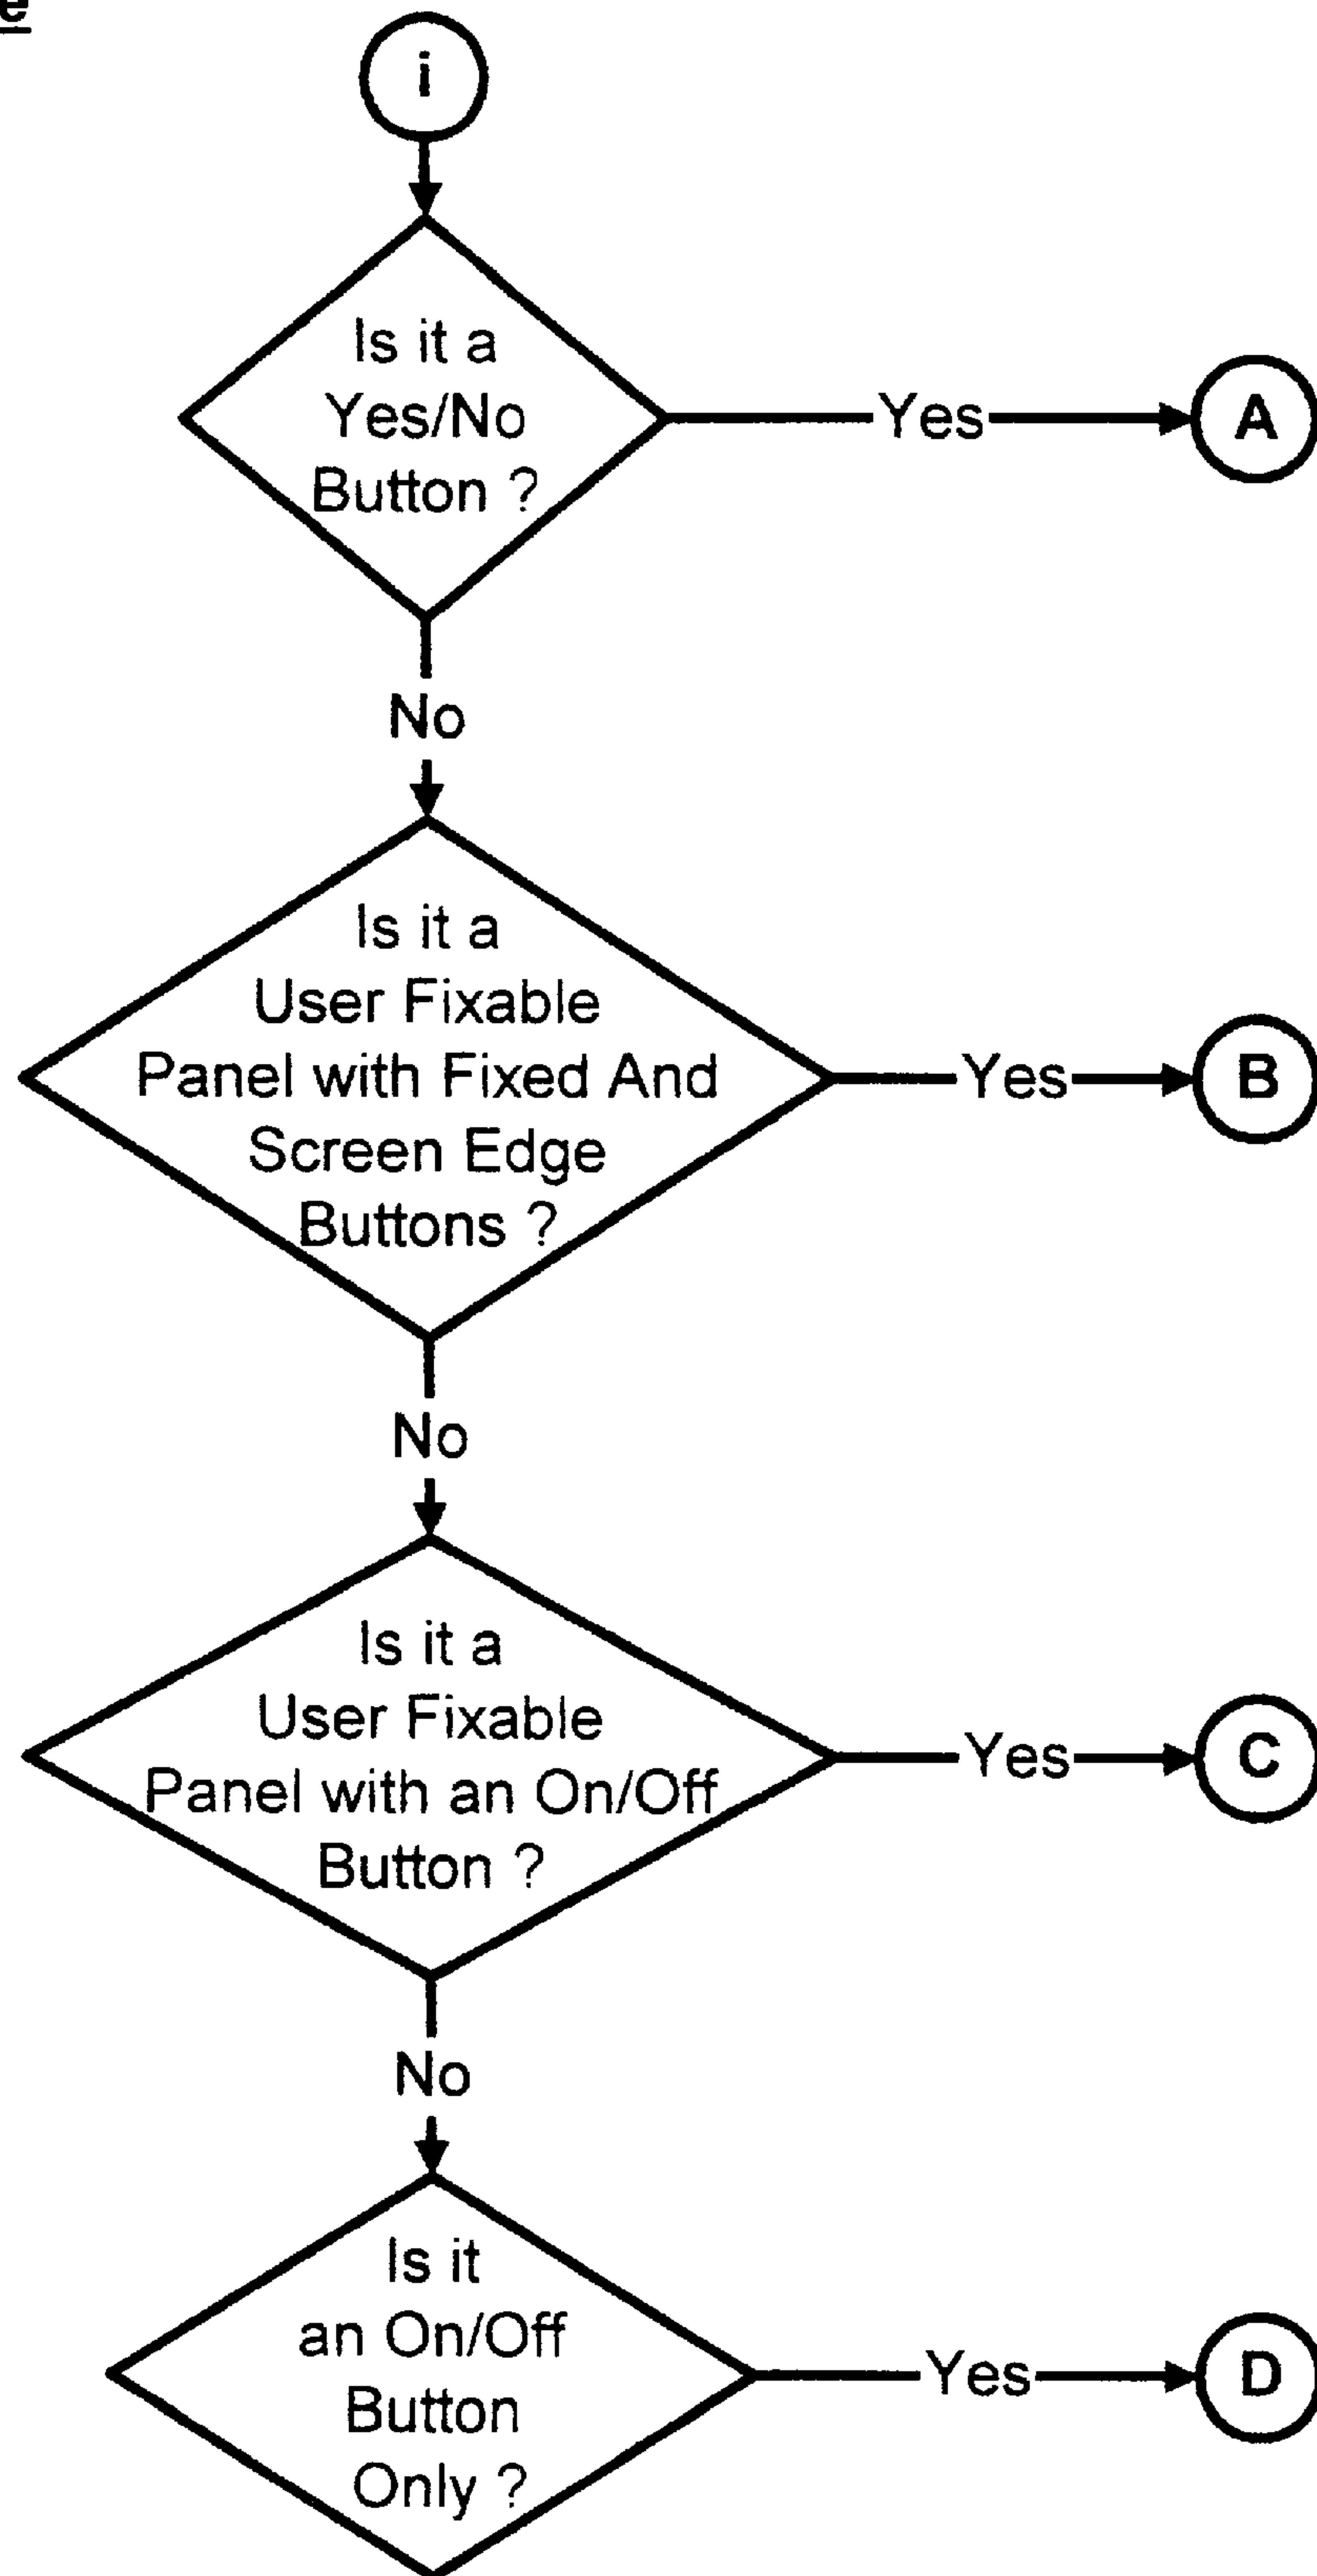 i
Is it a
Yes/No
Button ?
Yes
A
No
Is it a
User Fixable
Panel with Fixed And
Screen Edge
Buttons ?
Yes
B
No
Is it a
User Fixable
Panel with an On/Off
Button ?
Yes
C
No
Is it
an On/Off
Button
Only ?
Yes
D